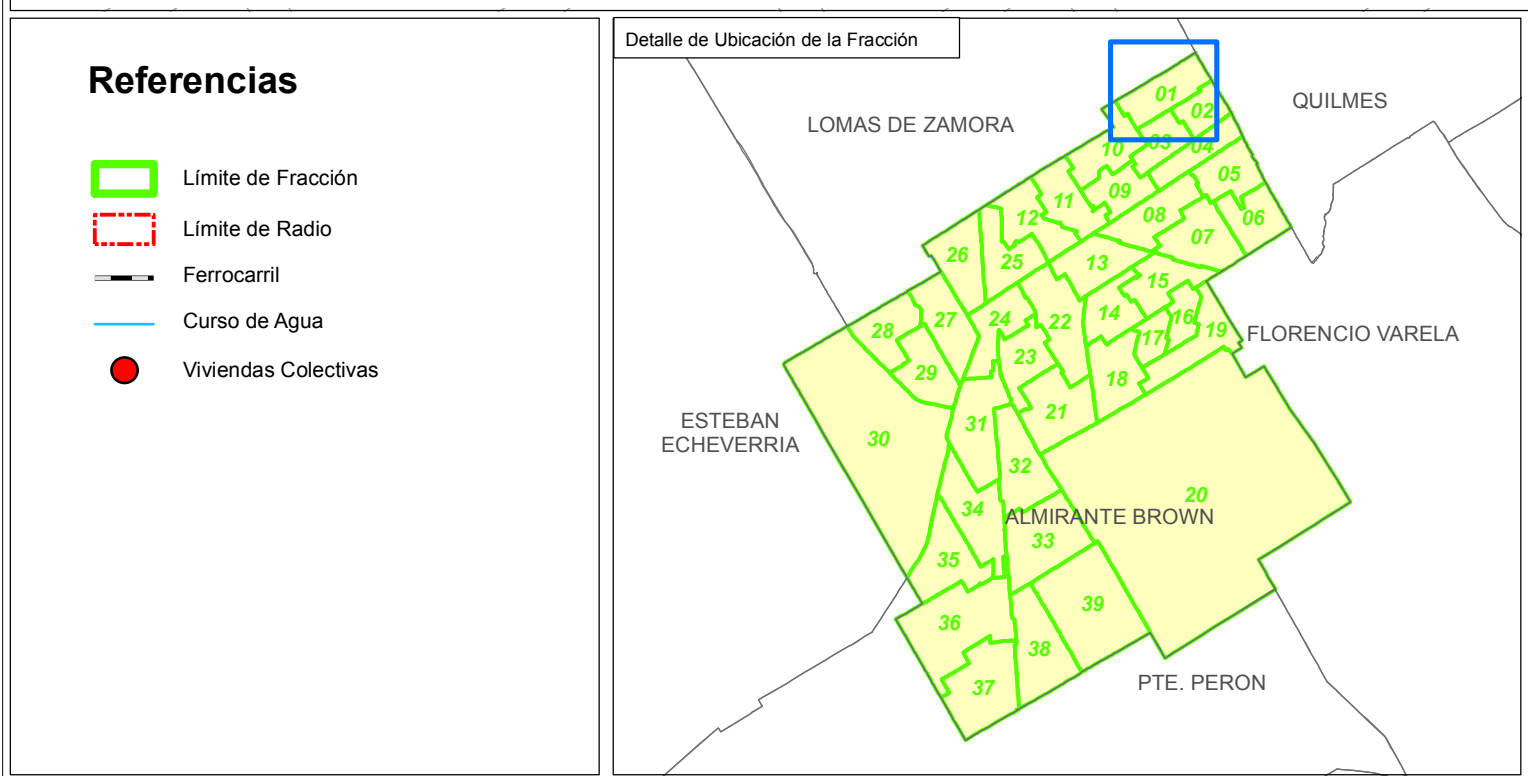 Referencias
Límite de Fracción
Límite de Radio
Ferrocarril
Curso de Agua
Viviendas Colectivas
Detalle de Ubicación de la Fracción
LOMAS DE ZAMORA
QUILMES
FLORENCIO VARELA
ESTEBAN
ECHEVERRIA
ALMIRANTE BROWN
PTE. PERON
01
02
03
04
10
05
09
06
11
08
12
07
26
25
13
15
27
24
22
14
16
28
17
19
23
29
18
21
31
30
32
20
34
33
35
39
36
38
37